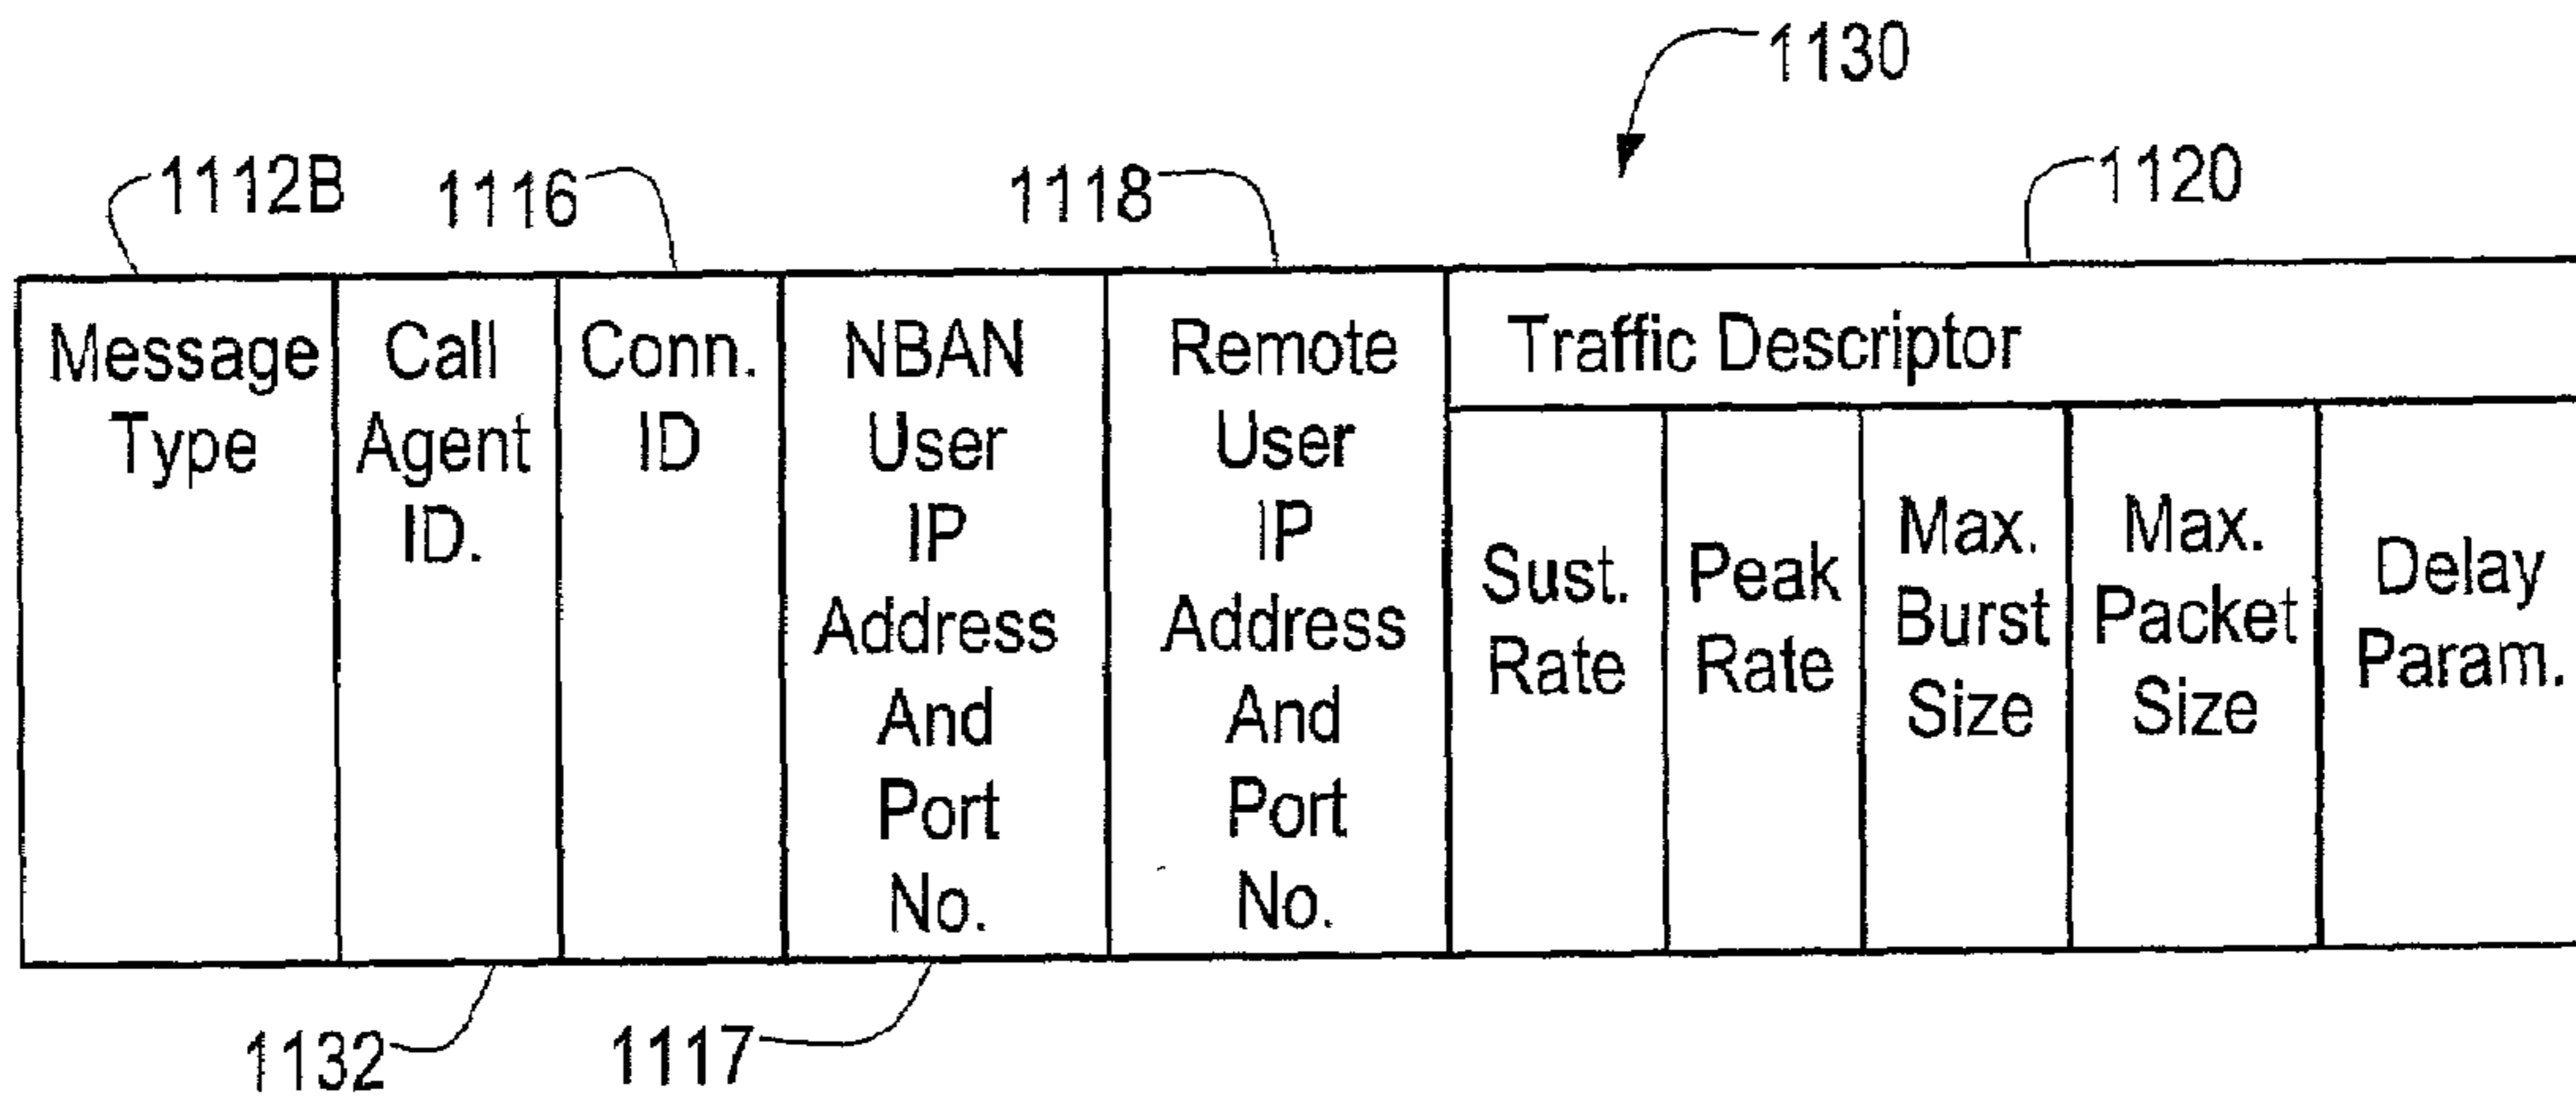 1130
1112B
1116
1118
1120
Message
Type
Call
Agent
ID.
Conn.
ID
NBAN
User
IP
Address
And
Port
No.
Remote
User
IP
Address
And
Port
No.
Traffic Descriptor
Sust.
Rate
Peak
Rate
Max.
Burst
Size
Max.
Packet
Size
Delay
Param.
1132
1117